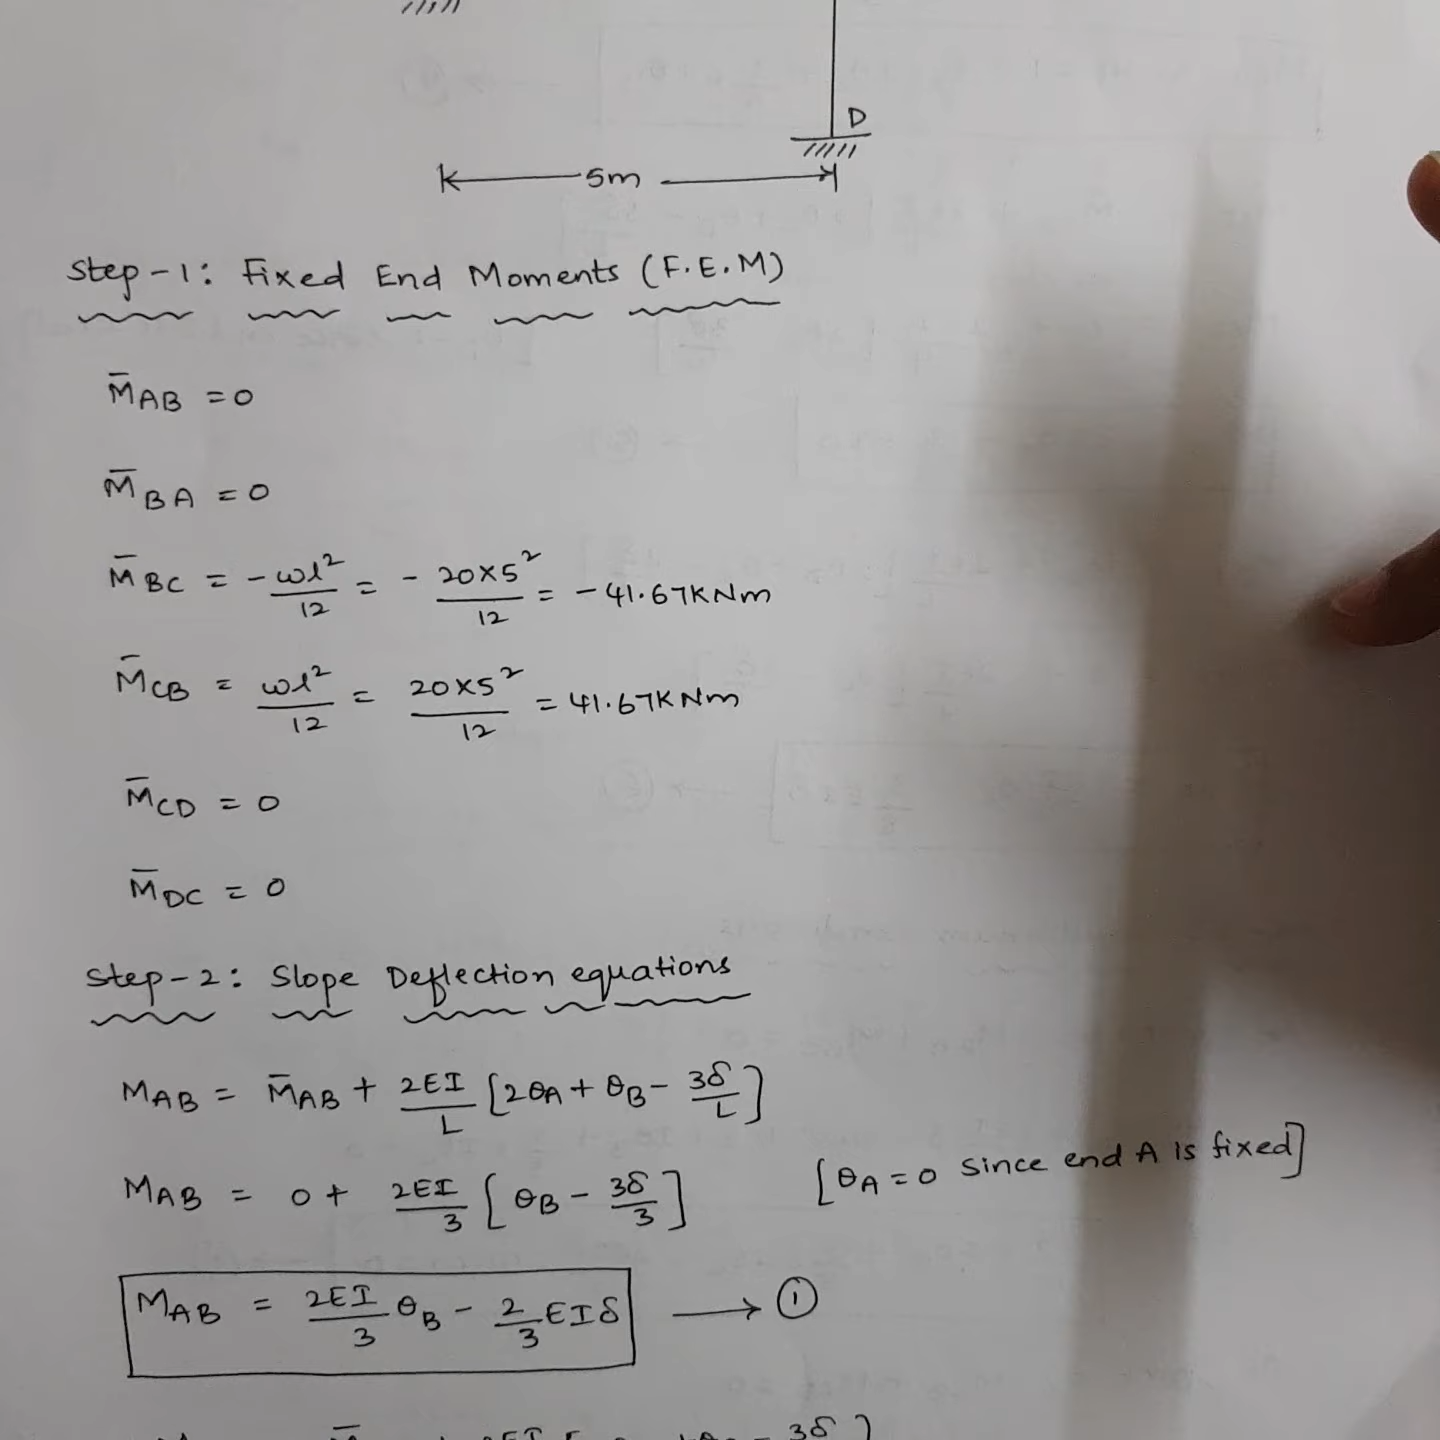 D
5m
Step-1: Fixed End Moments (F.E.M)
M̄AB = 0
M̄BA = 0
M̄BC = -wl²/12 = - 20×5²/12 = -41.67KNm
M̄CB = wl²/12 = 20×5²/12 = 41.67KNm
M̄CD = 0
M̄DC = 0
Step-2: Slope Deflection equations
MAB = M̄AB + 2EI/L [2θA + θB - 3δ/L]
MAB = 0 + 2EI/3 [θB - 3δ/3] [θA = 0 since end A is fixed]
MAB = 2EI/3 θB - 2/3 EIδ → ①